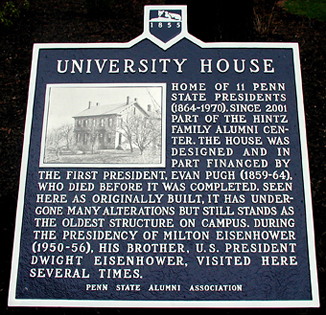 1855
UNIVERSITY HOUSE
HOME OF 11 PENN
STATE PRESIDENTS
(1864-1970). SINCE 2001
PART OF THE HINTZ
FAMILY ALUMNI CEN-
TER. THE HOUSE WAS
DESIGNED AND IN
PART FINANCED BY
THE FIRST PRESIDENT, EVAN PUGH (1859-64),
WHO DIED BEFORE IT WAS COMPLETED. SEEN
HERE AS ORIGINALLY BUILT, IT HAS UNDER-
GONE MANY ALTERATIONS BUT STILL STANDS AS
THE OLDEST STRUCTURE ON CAMPUS. DURING
THE PRESIDENCY OF MILTON EISENHOWER
(1950-56), HIS BROTHER, U.S. PRESIDENT
DWIGHT EISENHOWER, VISITED HERE
SEVERAL TIMES.
PENN STATE ALUMNI ASSOCIATION